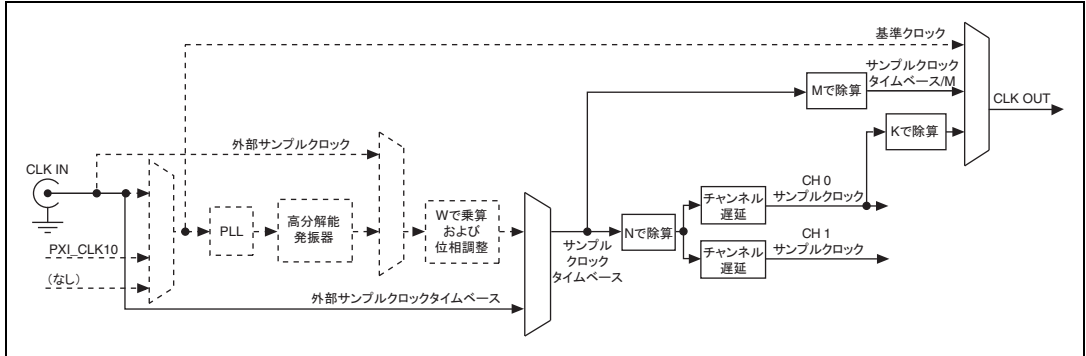 基準クロック
サンプルクロック
タイムベース/M
Mで除算
CLK OUT
外部サンプルクロック
Kで除算
CLK IN
CH 0
サンプルクロック
チャンネル
遅延
PLL
高分解能
発振器
Wで乗算
および
位相調整
Nで除算
サンプル
クロック
タイムベース
CH 1
サンプルクロック
チャンネル
遅延
PXI_CLK10
(なし)
外部サンプルクロックタイムベース